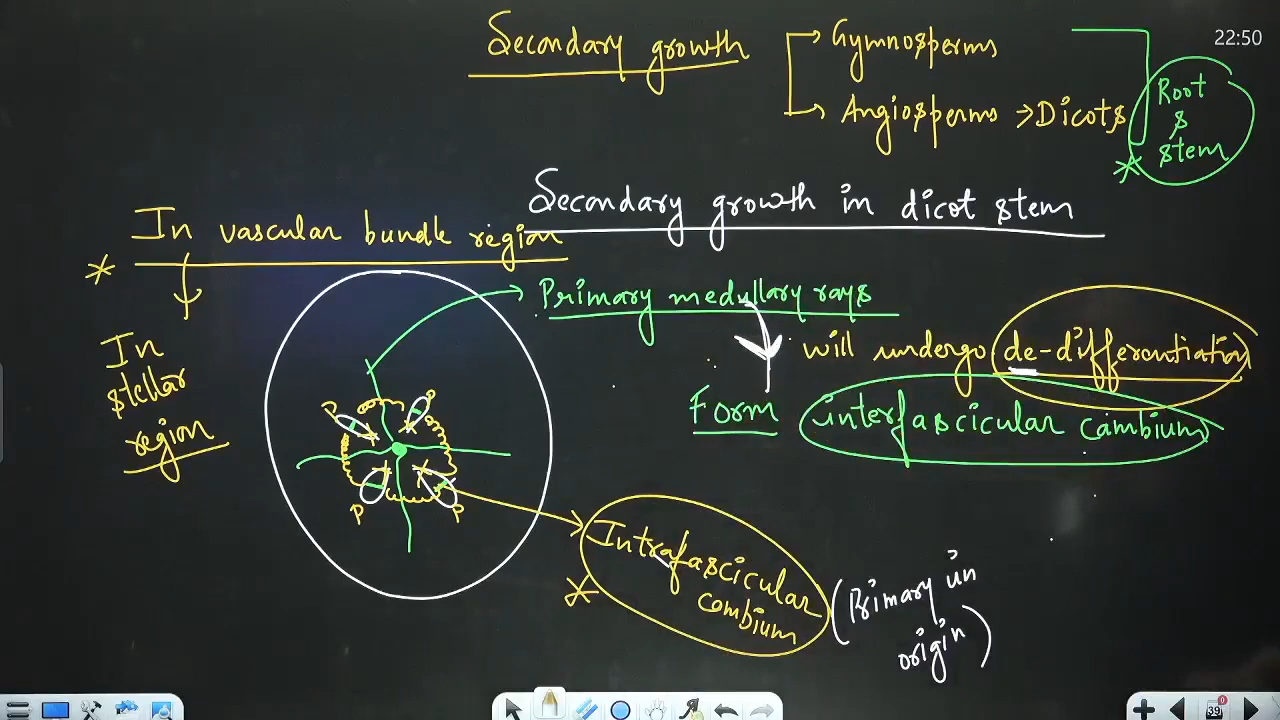 Secondary growth
Gymnosperms
Angiosperms → Dicots
Root
&
stem
22:50
Secondary growth in dicot stem
In vascular bundle region
In
stellar
region
Primary medullary rays
will undergo de-differentiation
Form interfascicular cambium
P
P
P
P
Intrafascicular
cambium
(Primary in
origin)
39